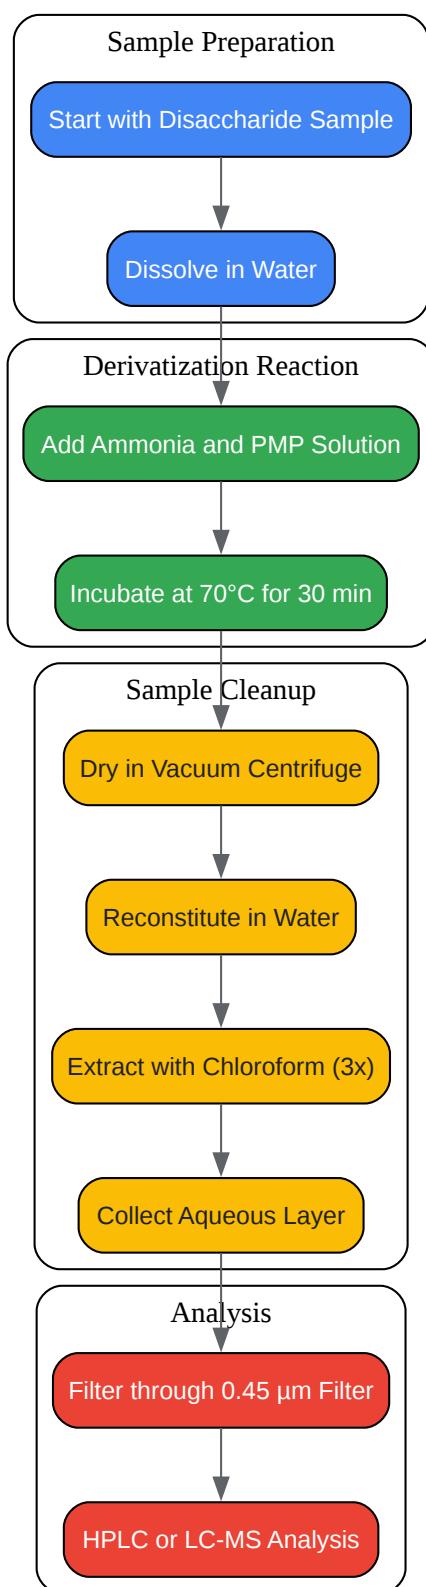 Sample Preparation
Start with Disaccharide Sample
Dissolve in Water
Derivatization Reaction
Add Ammonia and PMP Solution
Incubate at 70°C for 30 min
Sample Cleanup
Dry in Vacuum Centrifuge
Reconstitute in Water
Extract with Chloroform (3x)
Collect Aqueous Layer
Analysis
Filter through 0.45 µm Filter
HPLC or LC-MS Analysis